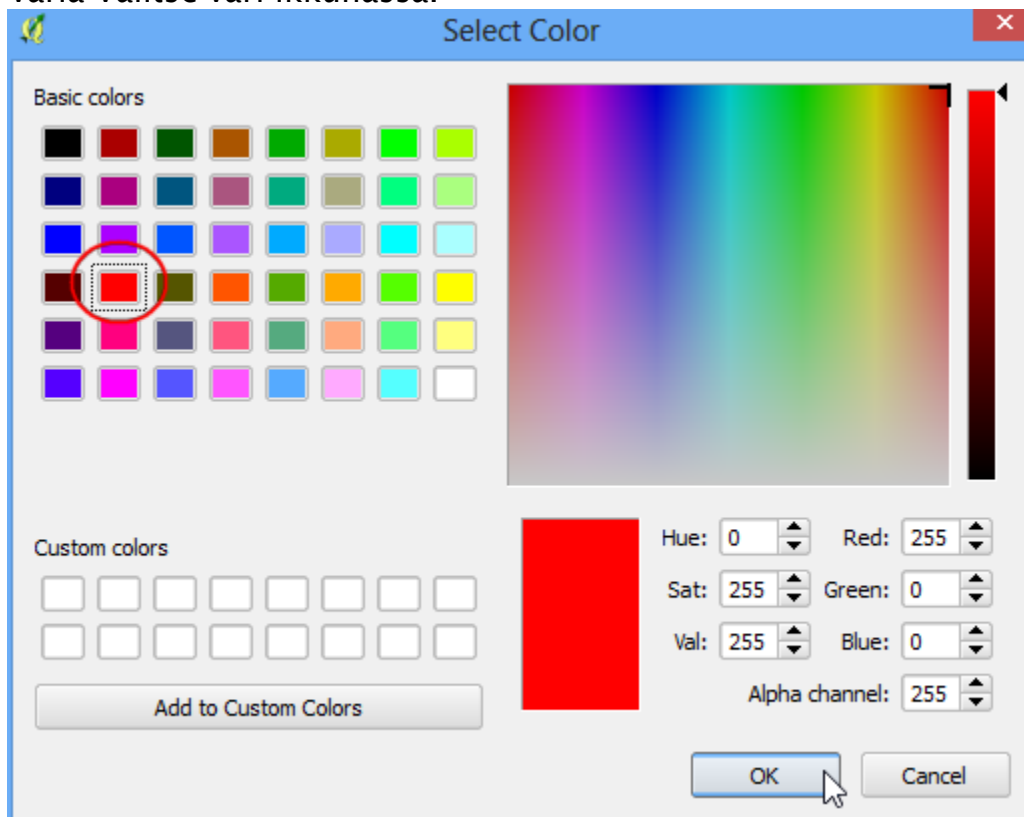 Select Color
Basic colors
Custom colors
Hue: 0 Red: 255
Sat: 255 Green: 0
Val: 255 Blue: 0
Alpha channel: 255
Add to Custom Colors
OK Cancel